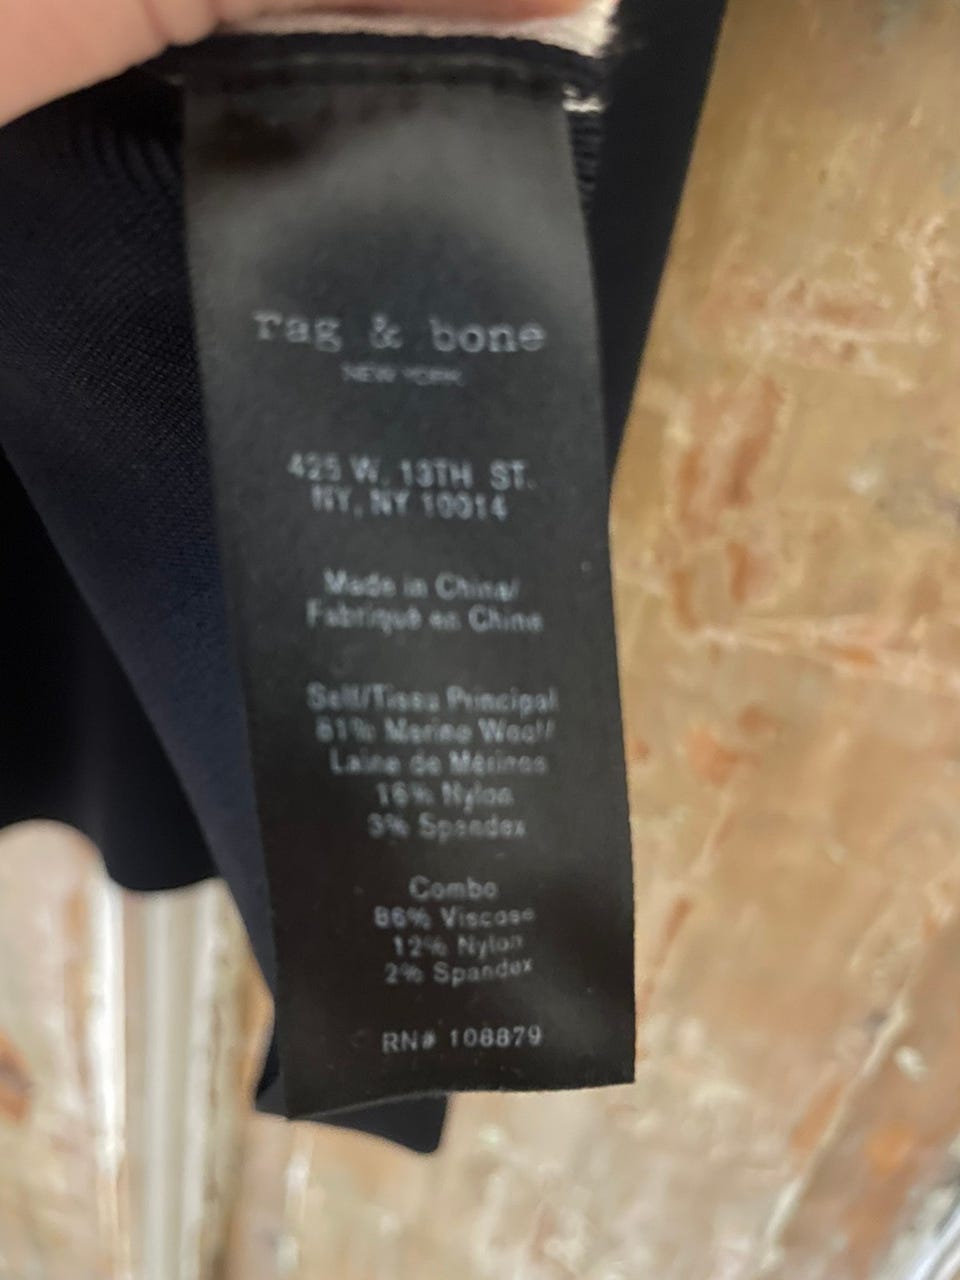 rag & bone
NEW YORK
425 W. 13TH ST.
NY, NY 10014
Made in China/
Fabriqué en Chine
Self/Tissu Principal
81% Merino Wool/
Laine de Mérinos
16% Nylon
3% Spandex
Combo
86% Viscose
12% Nylon
2% Spandex
RN# 108879